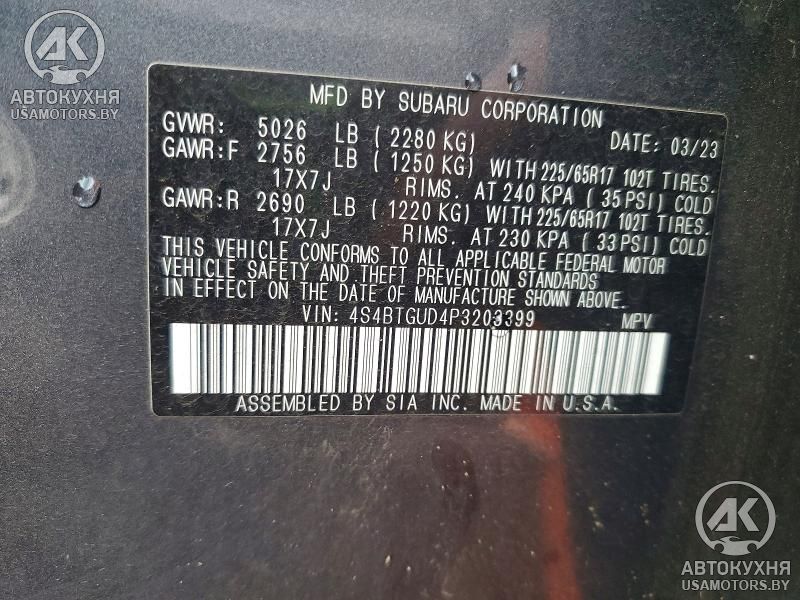 AK
АВТОКУХНЯ
USAMOTORS.BY
MFD BY SUBARU CORPORATION
GVWR: 5026 LB ( 2280 KG) DATE: 03/23
GAWR:F 2756 LB ( 1250 KG) WITH 225/65R17 102T TIRES.
17X7J RIMS. AT 240 KPA ( 35 PSI) COLD
GAWR:R 2690 LB ( 1220 KG) WITH 225/65R17 102T TIRES.
17X7J RIMS. AT 230 KPA ( 33 PSI) COLD
THIS VEHICLE CONFORMS TO ALL APPLICABLE FEDERAL MOTOR
VEHICLE SAFETY AND THEFT PREVENTION STANDARDS
IN EFFECT ON THE DATE OF MANUFACTURE SHOWN ABOVE.
VIN: 4S4BTGUD4P3203399 MPV
ASSEMBLED BY SIA INC. MADE IN U.S.A.
AK
АВТОКУХНЯ
USAMOTORS.BY